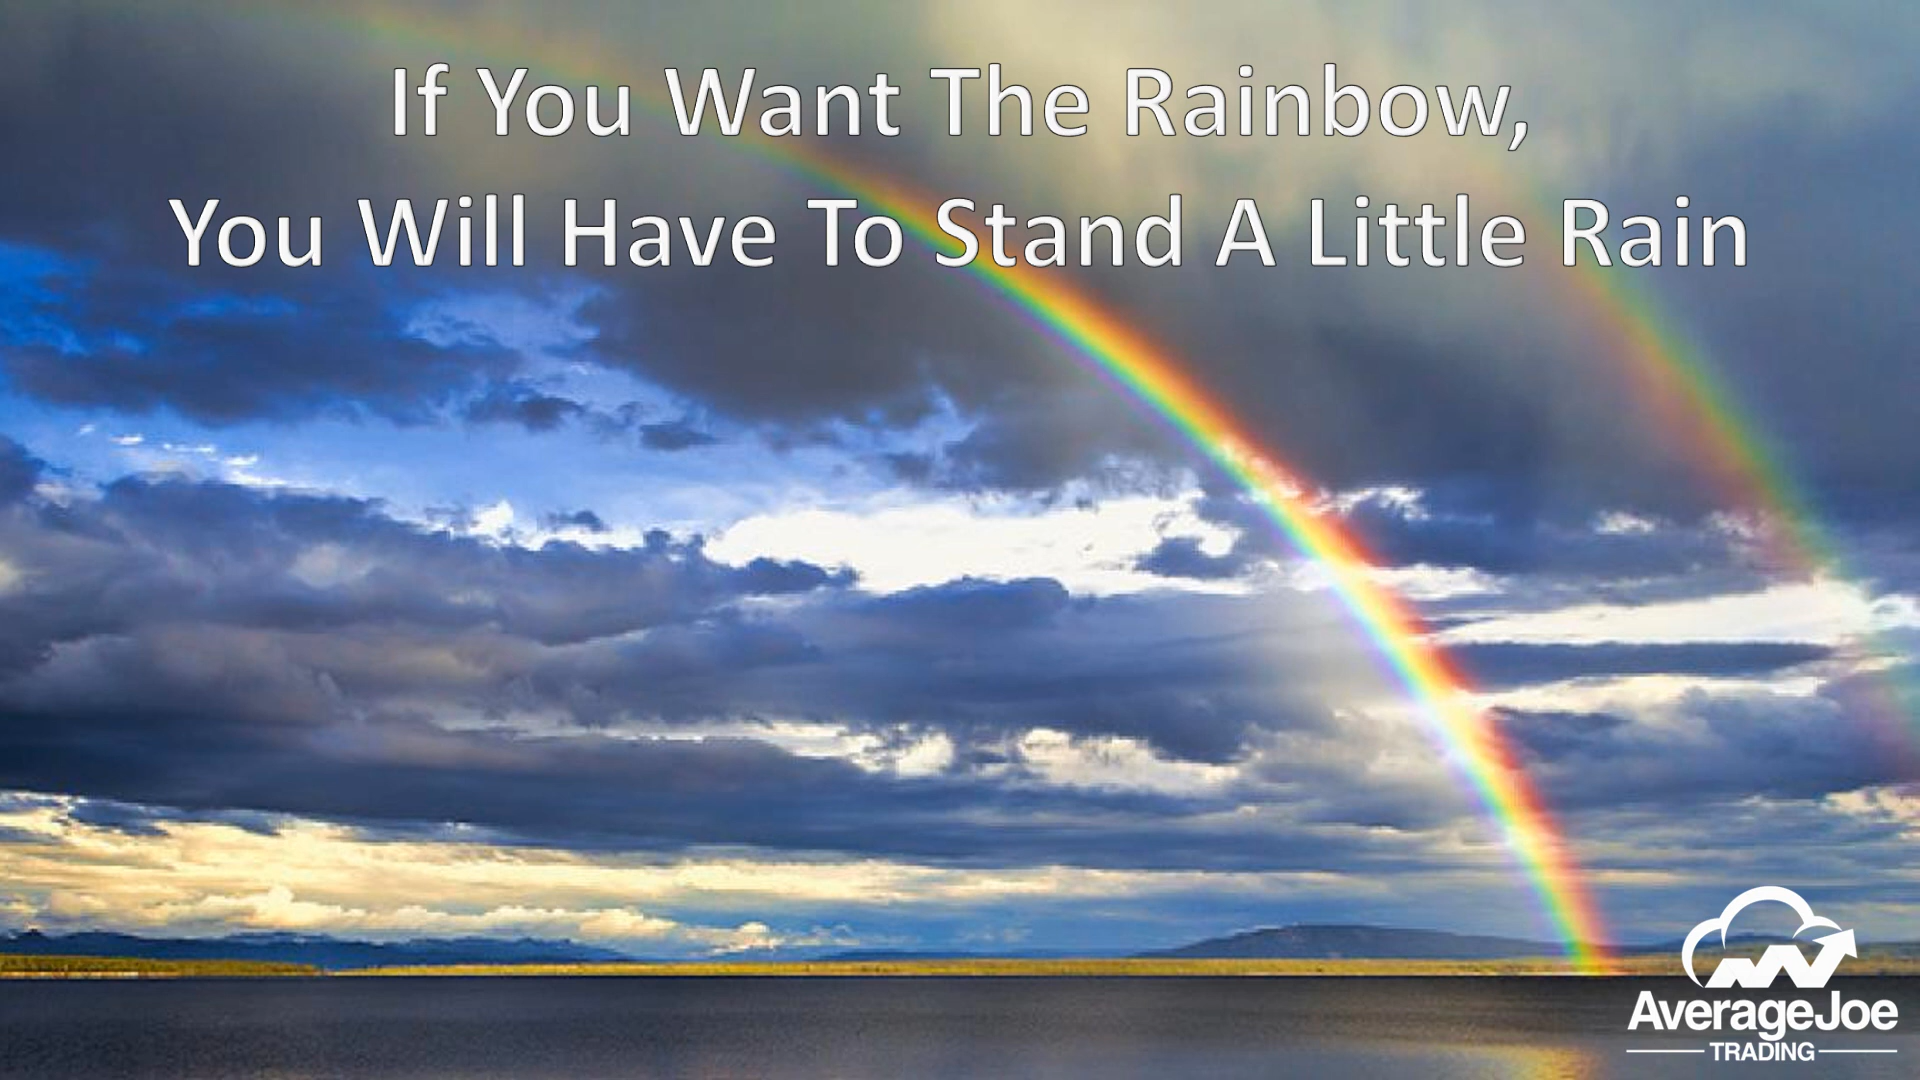 If You Want The Rainbow,
You Will Have To Stand A Little Rain
AverageJoe
TRADING